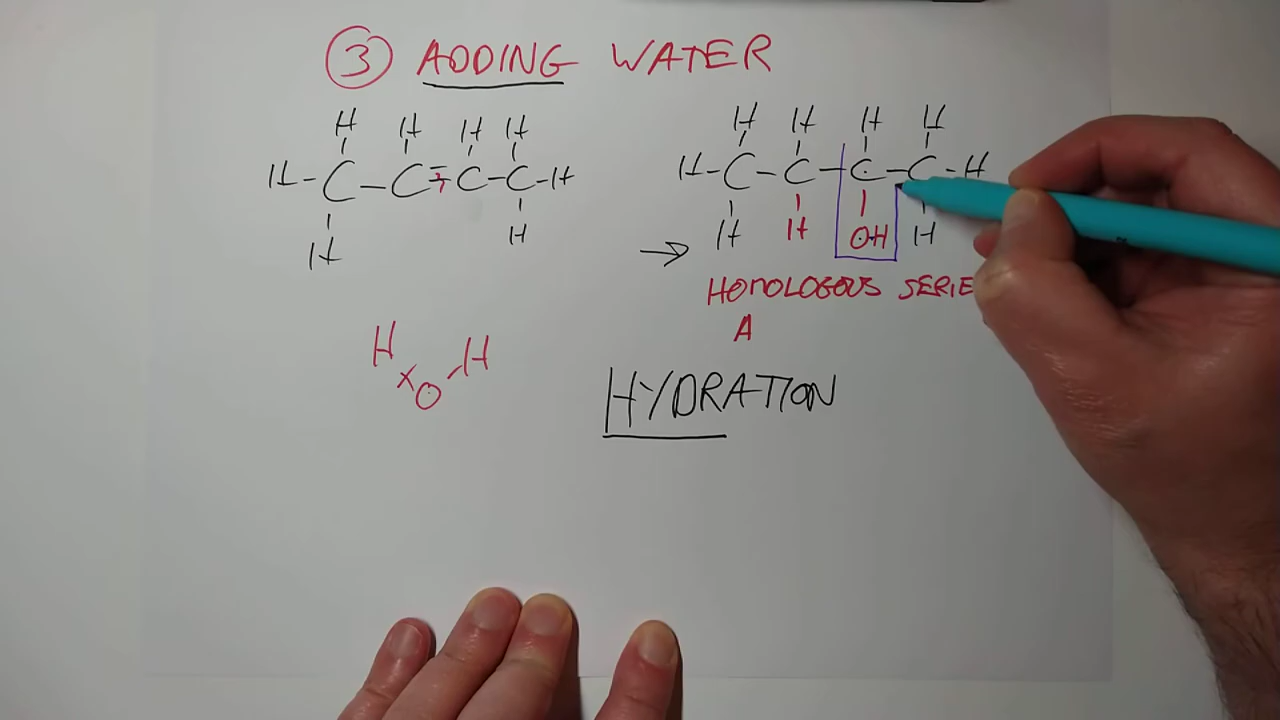 ③ ADDING WATER
H H H H H H H H
H-C-C=C-C-H H-C-C-C-C-H
H H H H OH H
→
HOMOLOGOUS SERIE
A
H O-H
HYDRATION